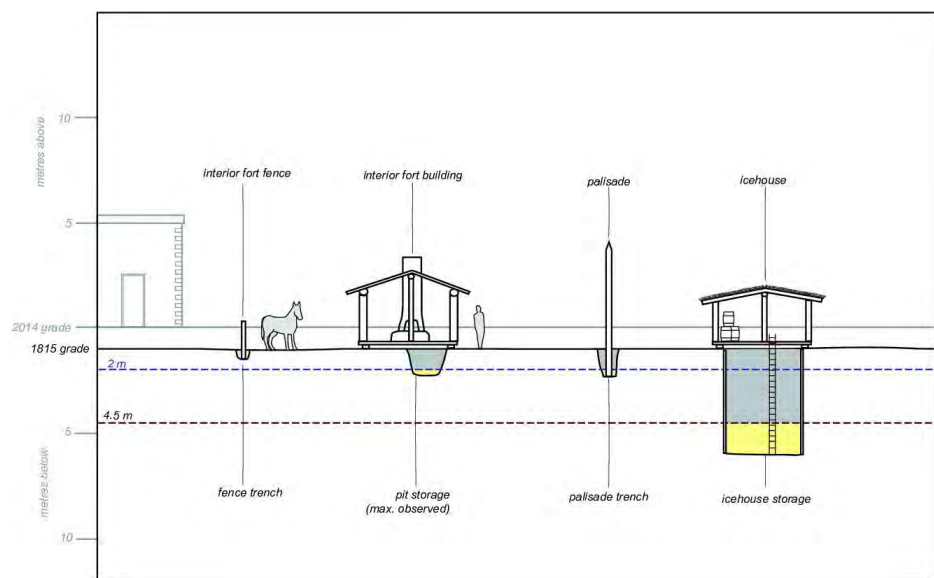 metres above
10
5
interior fort fence
interior fort building
palisade
icehouse
2014 grade
1815 grade
2 m
4.5 m
5
metres below
10
fence trench
pit storage
(max. observed)
palisade trench
icehouse storage